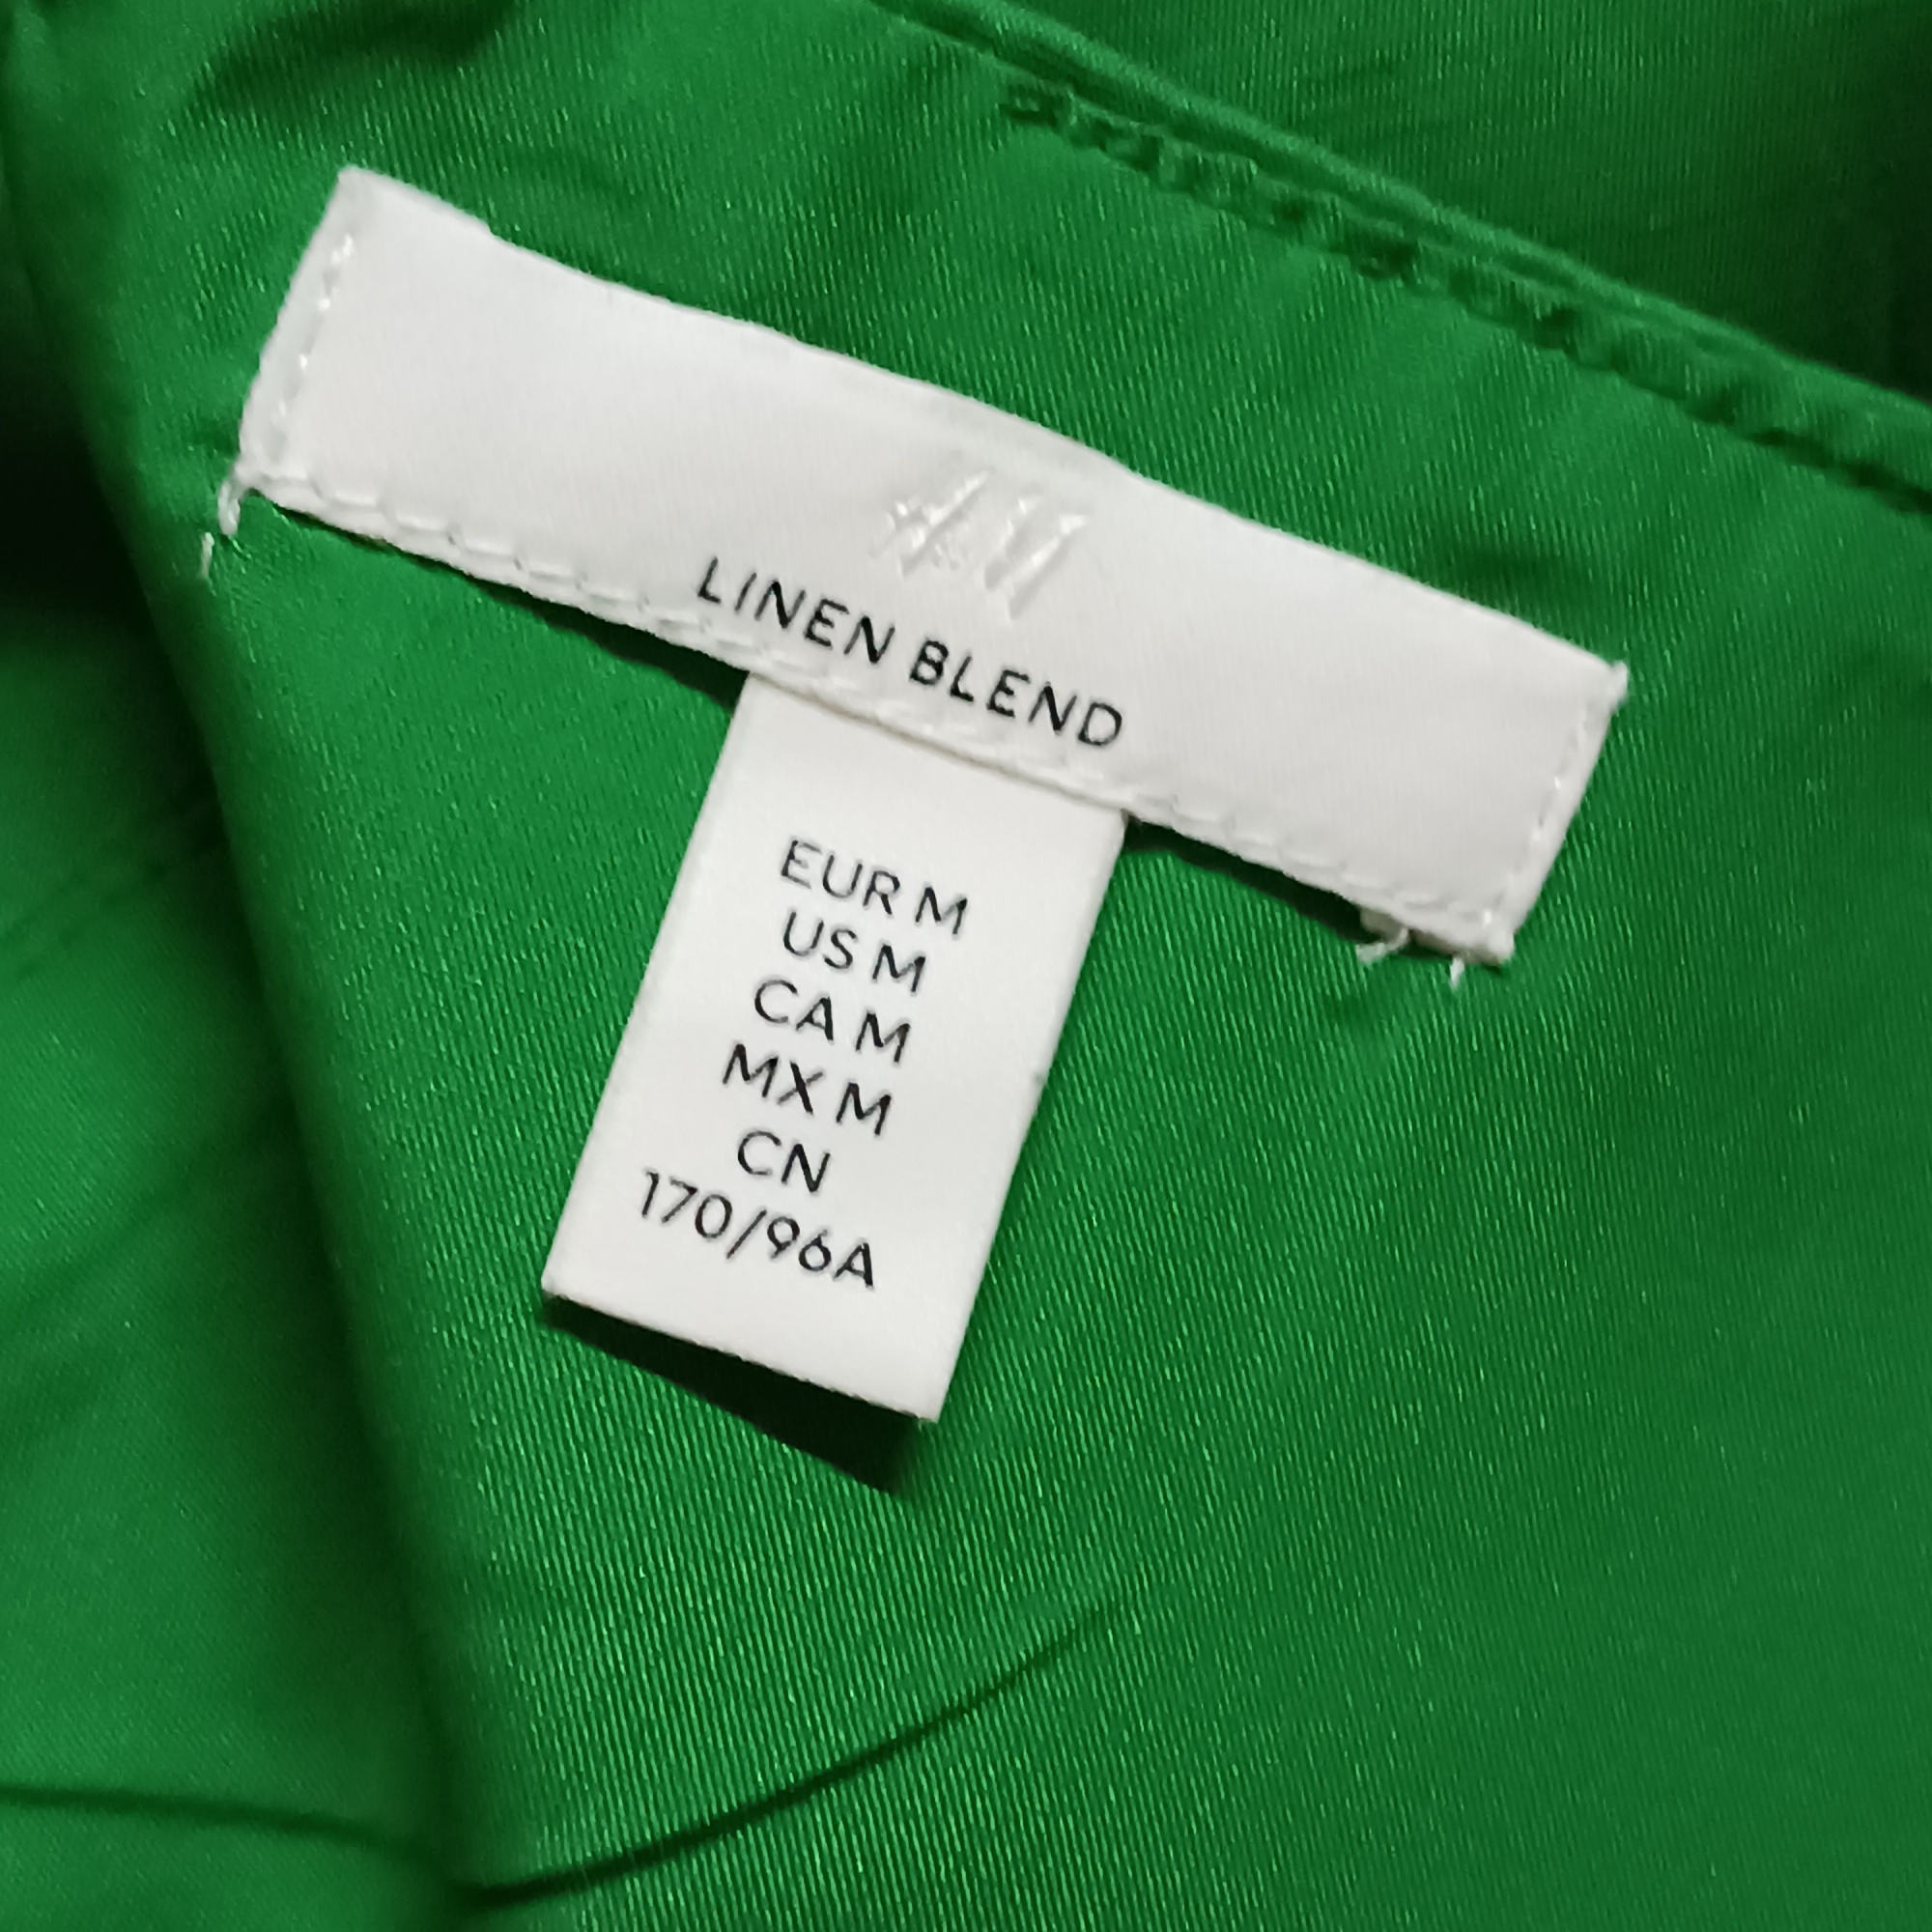 H&M
LINEN BLEND
EUR M
US M
CA M
MX M
CN
170/96A